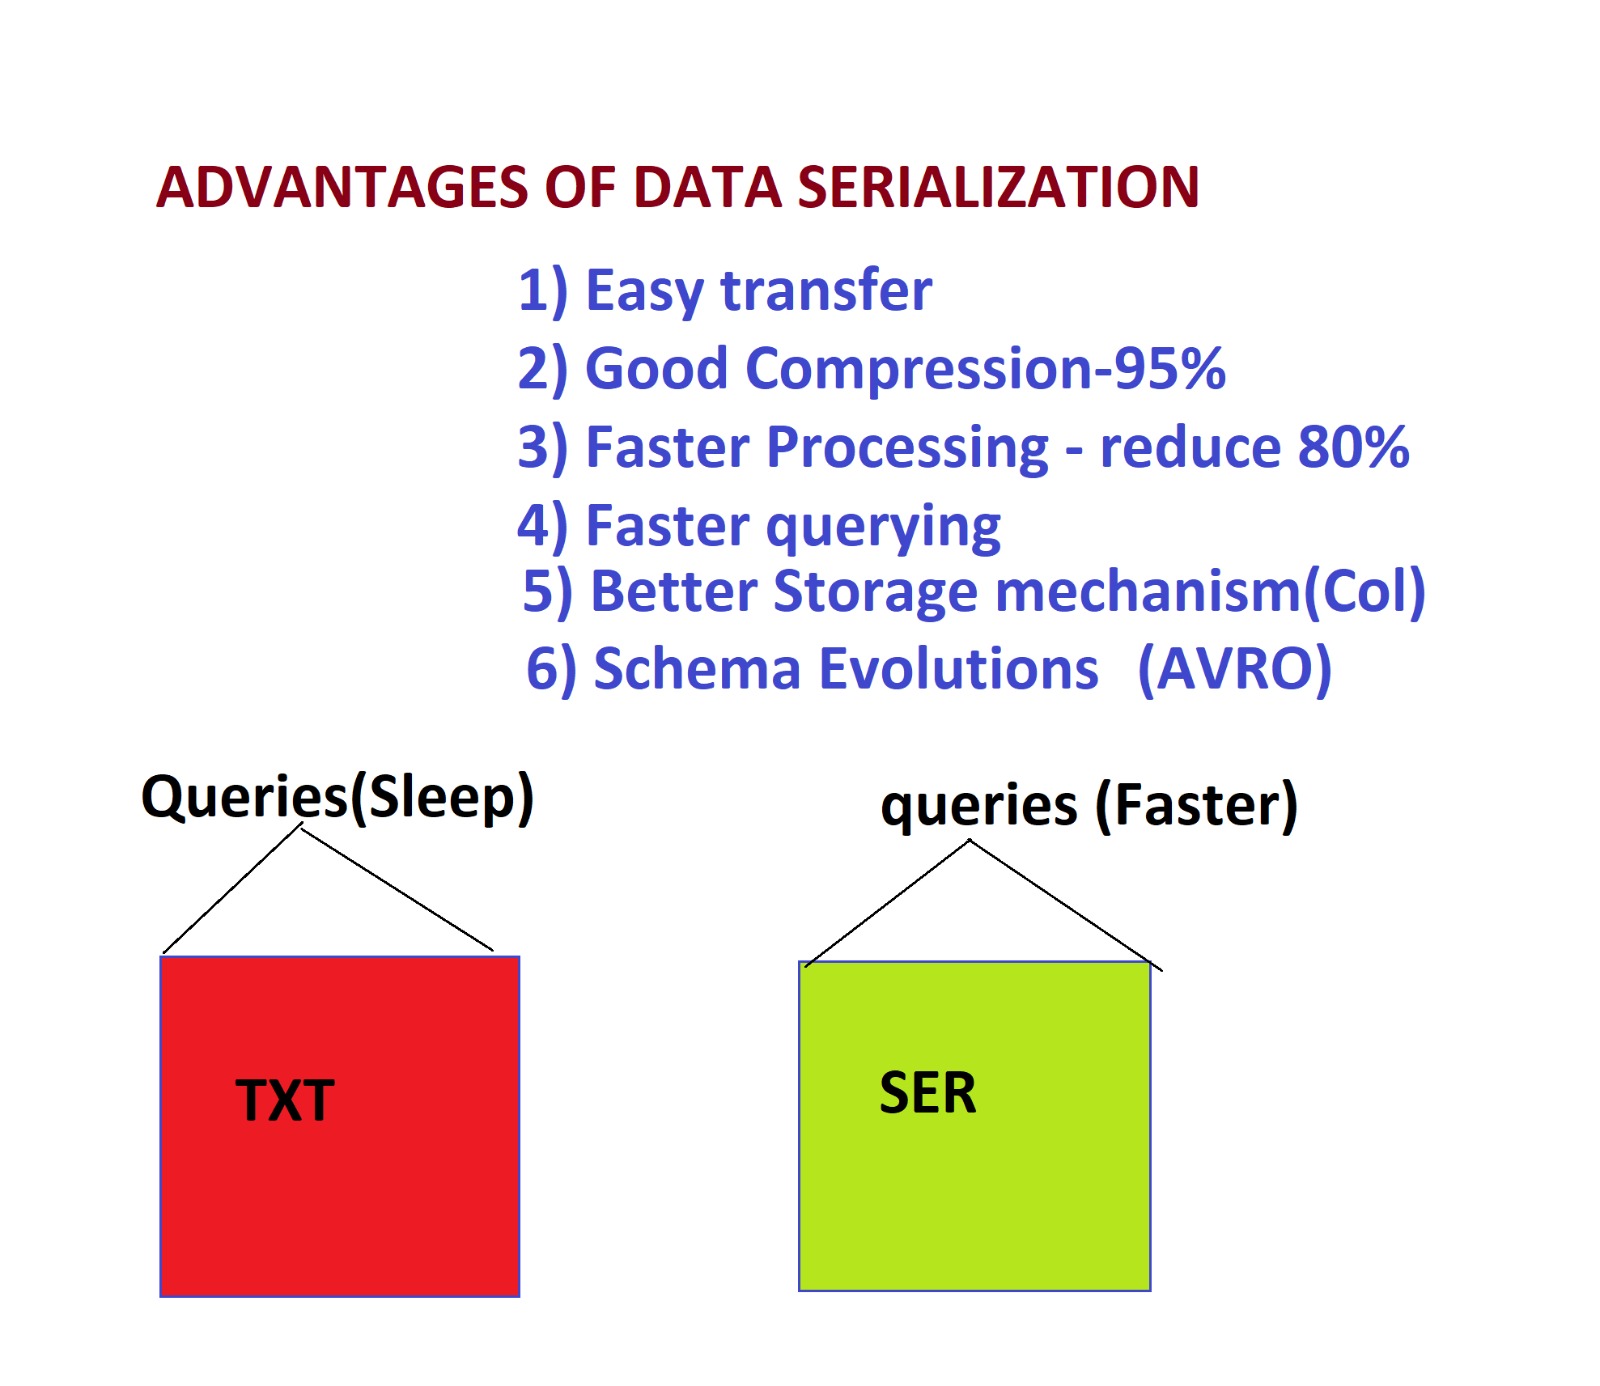 ADVANTAGES OF DATA SERIALIZATION
1) Easy transfer
2) Good Compression-95%
3) Faster Processing - reduce 80%
4) Faster querying
5) Better Storage mechanism(Col)
6) Schema Evolutions (AVRO)
Queries(Sleep)
queries (Faster)
TXT
SER